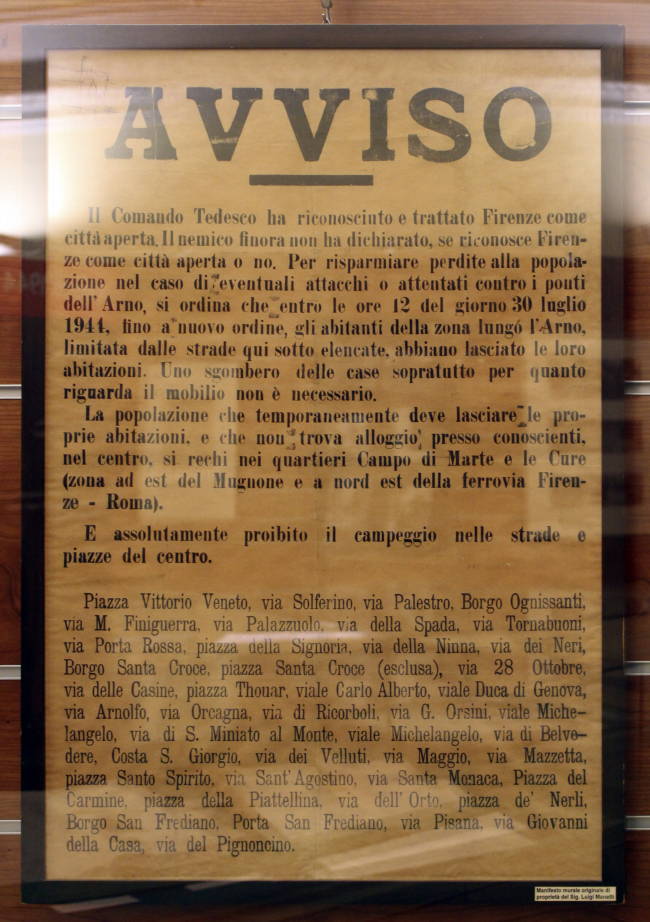 AVVISO
Il Comando Tedesco ha riconosciuto e trattato Firenze come
città aperta. Il nemico finora non ha dichiarato, se riconosce Firen-
ze come città aperta o no. Per risparmiare perdite alla popola-
zione nel caso di eventuali attacchi o attentati contro i ponti
dell'Arno, si ordina che entro le ore 12 del giorno 30 luglio
1944, fino a nuovo ordine, gli abitanti della zona lungó l'Arno,
limitata dalle strade qui sotto elencate, abbiano lasciato le loro
abitazioni. Uno sgombero delle case sopratutto per quanto
riguarda il mobilio non è necessario.
La popolazione che temporaneamente deve lasciare le pro-
prie abitazioni, e che non trova alloggio presso conoscienti,
nel centro, si rechi nei quartieri Campo di Marte e le Cure
(zona ad est del Mugnone e a nord est della ferrovia Firen-
ze - Roma).
E assolutamente proibito il campeggio nelle strade e
piazze del centro.
Piazza Vittorio Veneto, via Solferino, via Palestro, Borgo Ognissanti,
via M. Finiguerra, via Palazzuolo, via della Spada, via Tornabuoni,
via Porta Rossa, piazza della Signoria, via della Ninna, via dei Neri,
Borgo Santa Croce, piazza Santa Croce (esclusa), via 28 Ottobre,
via delle Casine, piazza Thouar, viale Carlo Alberto, viale Duca di Genova,
via Arnolfo, via Orcagna, via di Ricorboli, via G. Orsini, viale Miche-
langelo, via di S. Miniato al Monte, viale Michelangelo, via di Belve-
dere, Costa S. Giorgio, via dei Velluti, via Maggio, via Mazzetta,
piazza Santo Spirito, via Sant'Agostino, via Santa Monaca, Piazza del
Carmine, piazza della Piattellina, via dell'Orto, piazza de' Nerli,
Borgo San Frediano, Porta San Frediano, via Pisana, via Giovanni
della Casa, via del Pignoncino.
Manifesto murale originale di
proprietà del Sig. Luigi